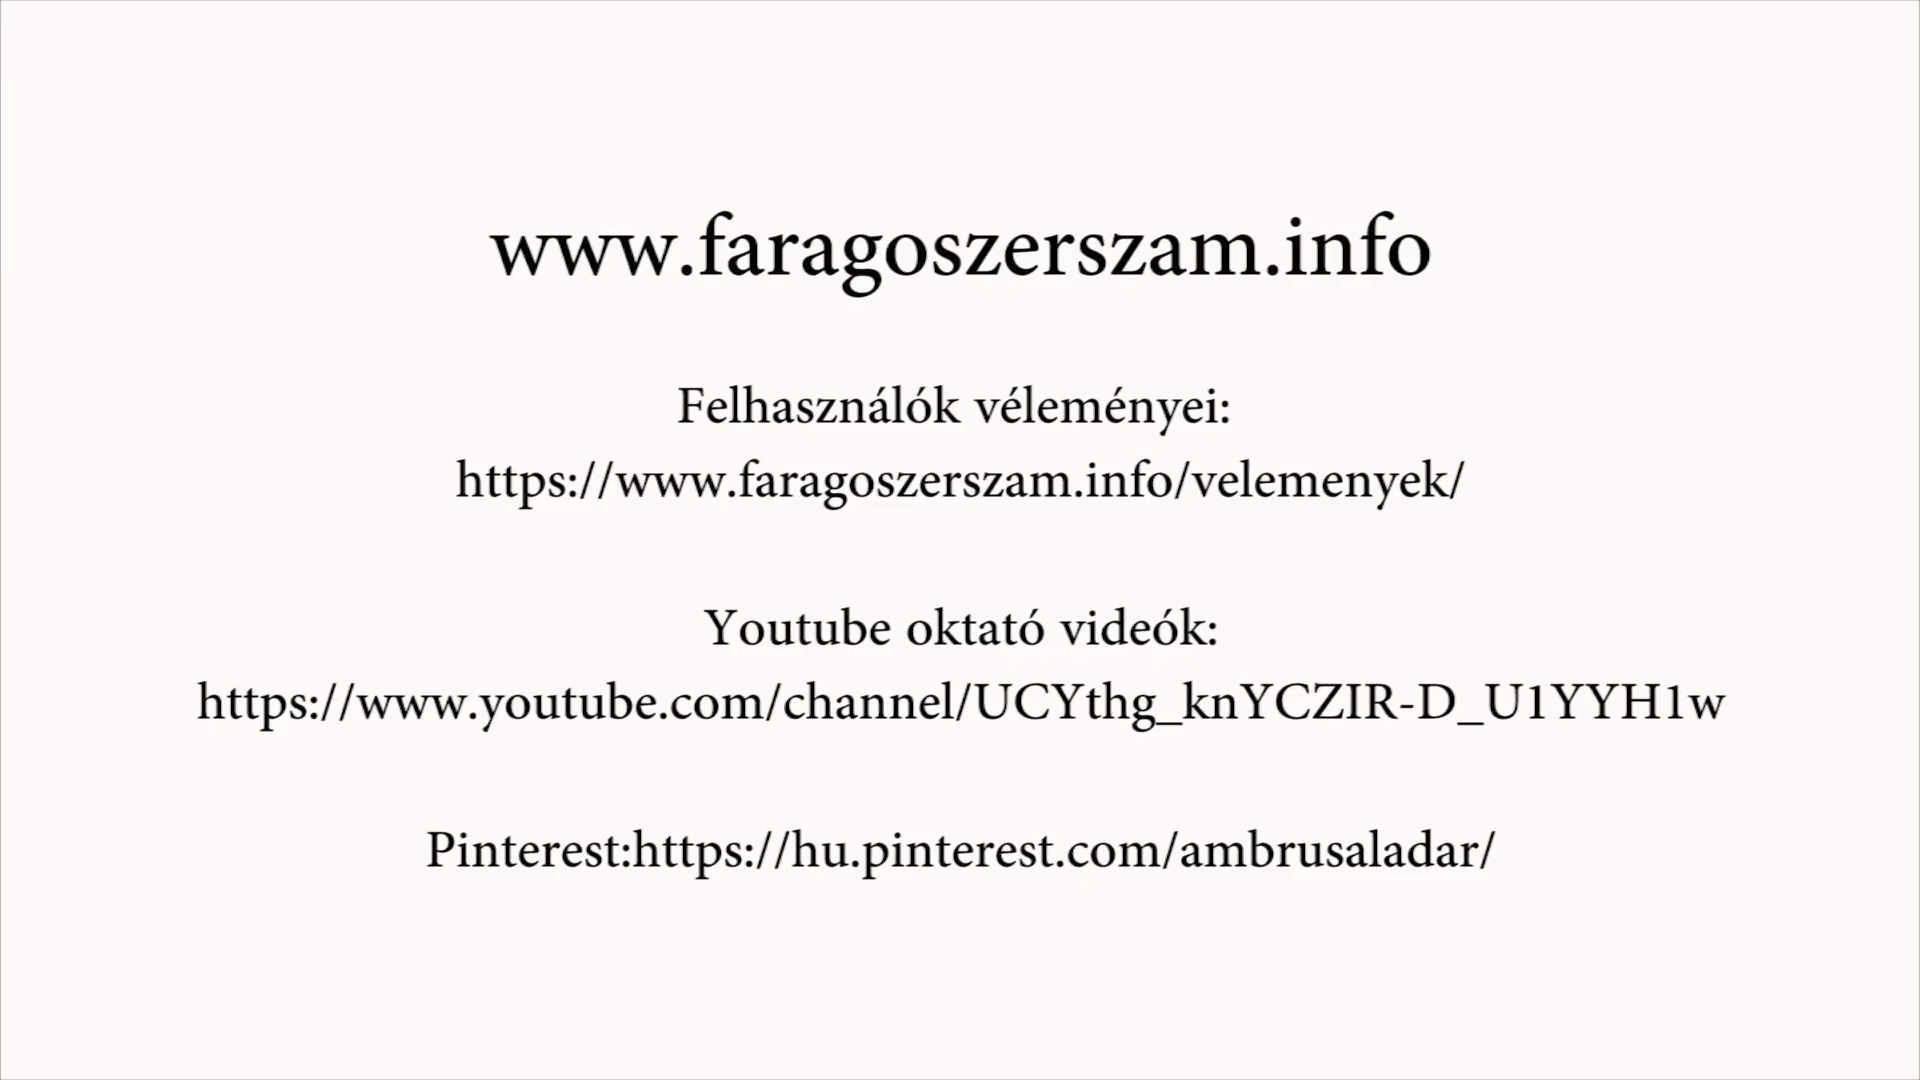 www.faragoszerszam.info
Felhasználók véleményei:
https://www.faragoszerszam.info/velemenyek/
Youtube oktató videók:
https://www.youtube.com/channel/UCYthg_knYCZIR-D_U1YYH1w
Pinterest:https://hu.pinterest.com/ambrusaladar/